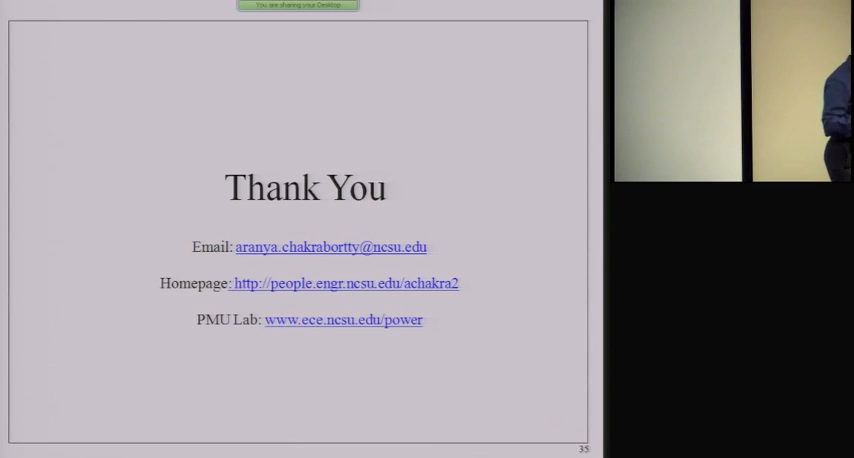 You are sharing your Desktop
Thank You
Email: aranya.chakrabortty@ncsu.edu
Homepage: http://people.engr.ncsu.edu/achakra2
PMU Lab: www.ece.ncsu.edu/power
35